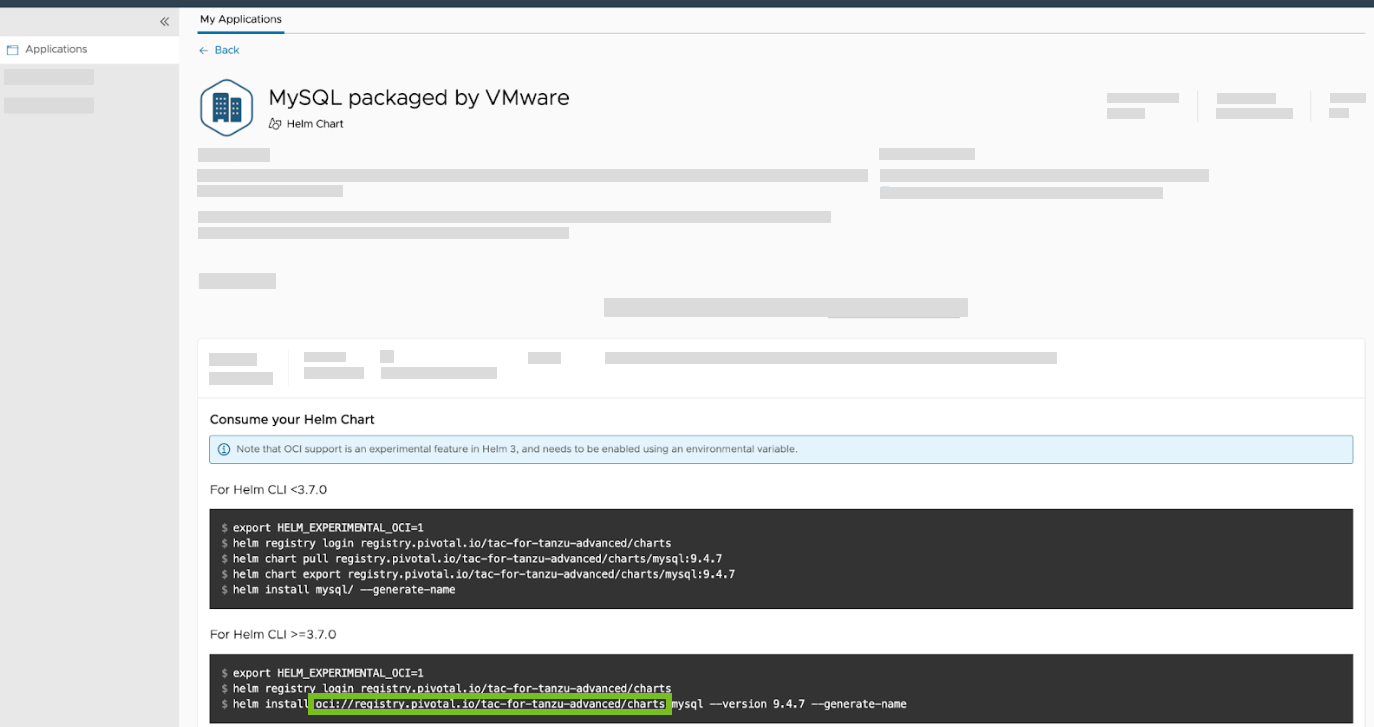 My Applications
Applications
Back
MySQL packaged by VMware
Helm Chart
Consume your Helm Chart
Note that OCI support is an experimental feature in Helm 3, and needs to be enabled using an environmental variable.
For Helm CLI <3.7.0
$ export HELM_EXPERIMENTAL_OCI=1
$ helm registry login registry.pivotal.io/tac-for-tanzu-advanced/charts
$ helm chart pull registry.pivotal.io/tac-for-tanzu-advanced/charts/mysql:9.4.7
$ helm chart export registry.pivotal.io/tac-for-tanzu-advanced/charts/mysql:9.4.7
$ helm install mysql/ --generate-name
For Helm CLI >=3.7.0
$ export HELM_EXPERIMENTAL_OCI=1
$ helm registry login registry.pivotal.io/tac-for-tanzu-advanced/charts
$ helm install oci://registry.pivotal.io/tac-for-tanzu-advanced/charts mysql --version 9.4.7 --generate-name